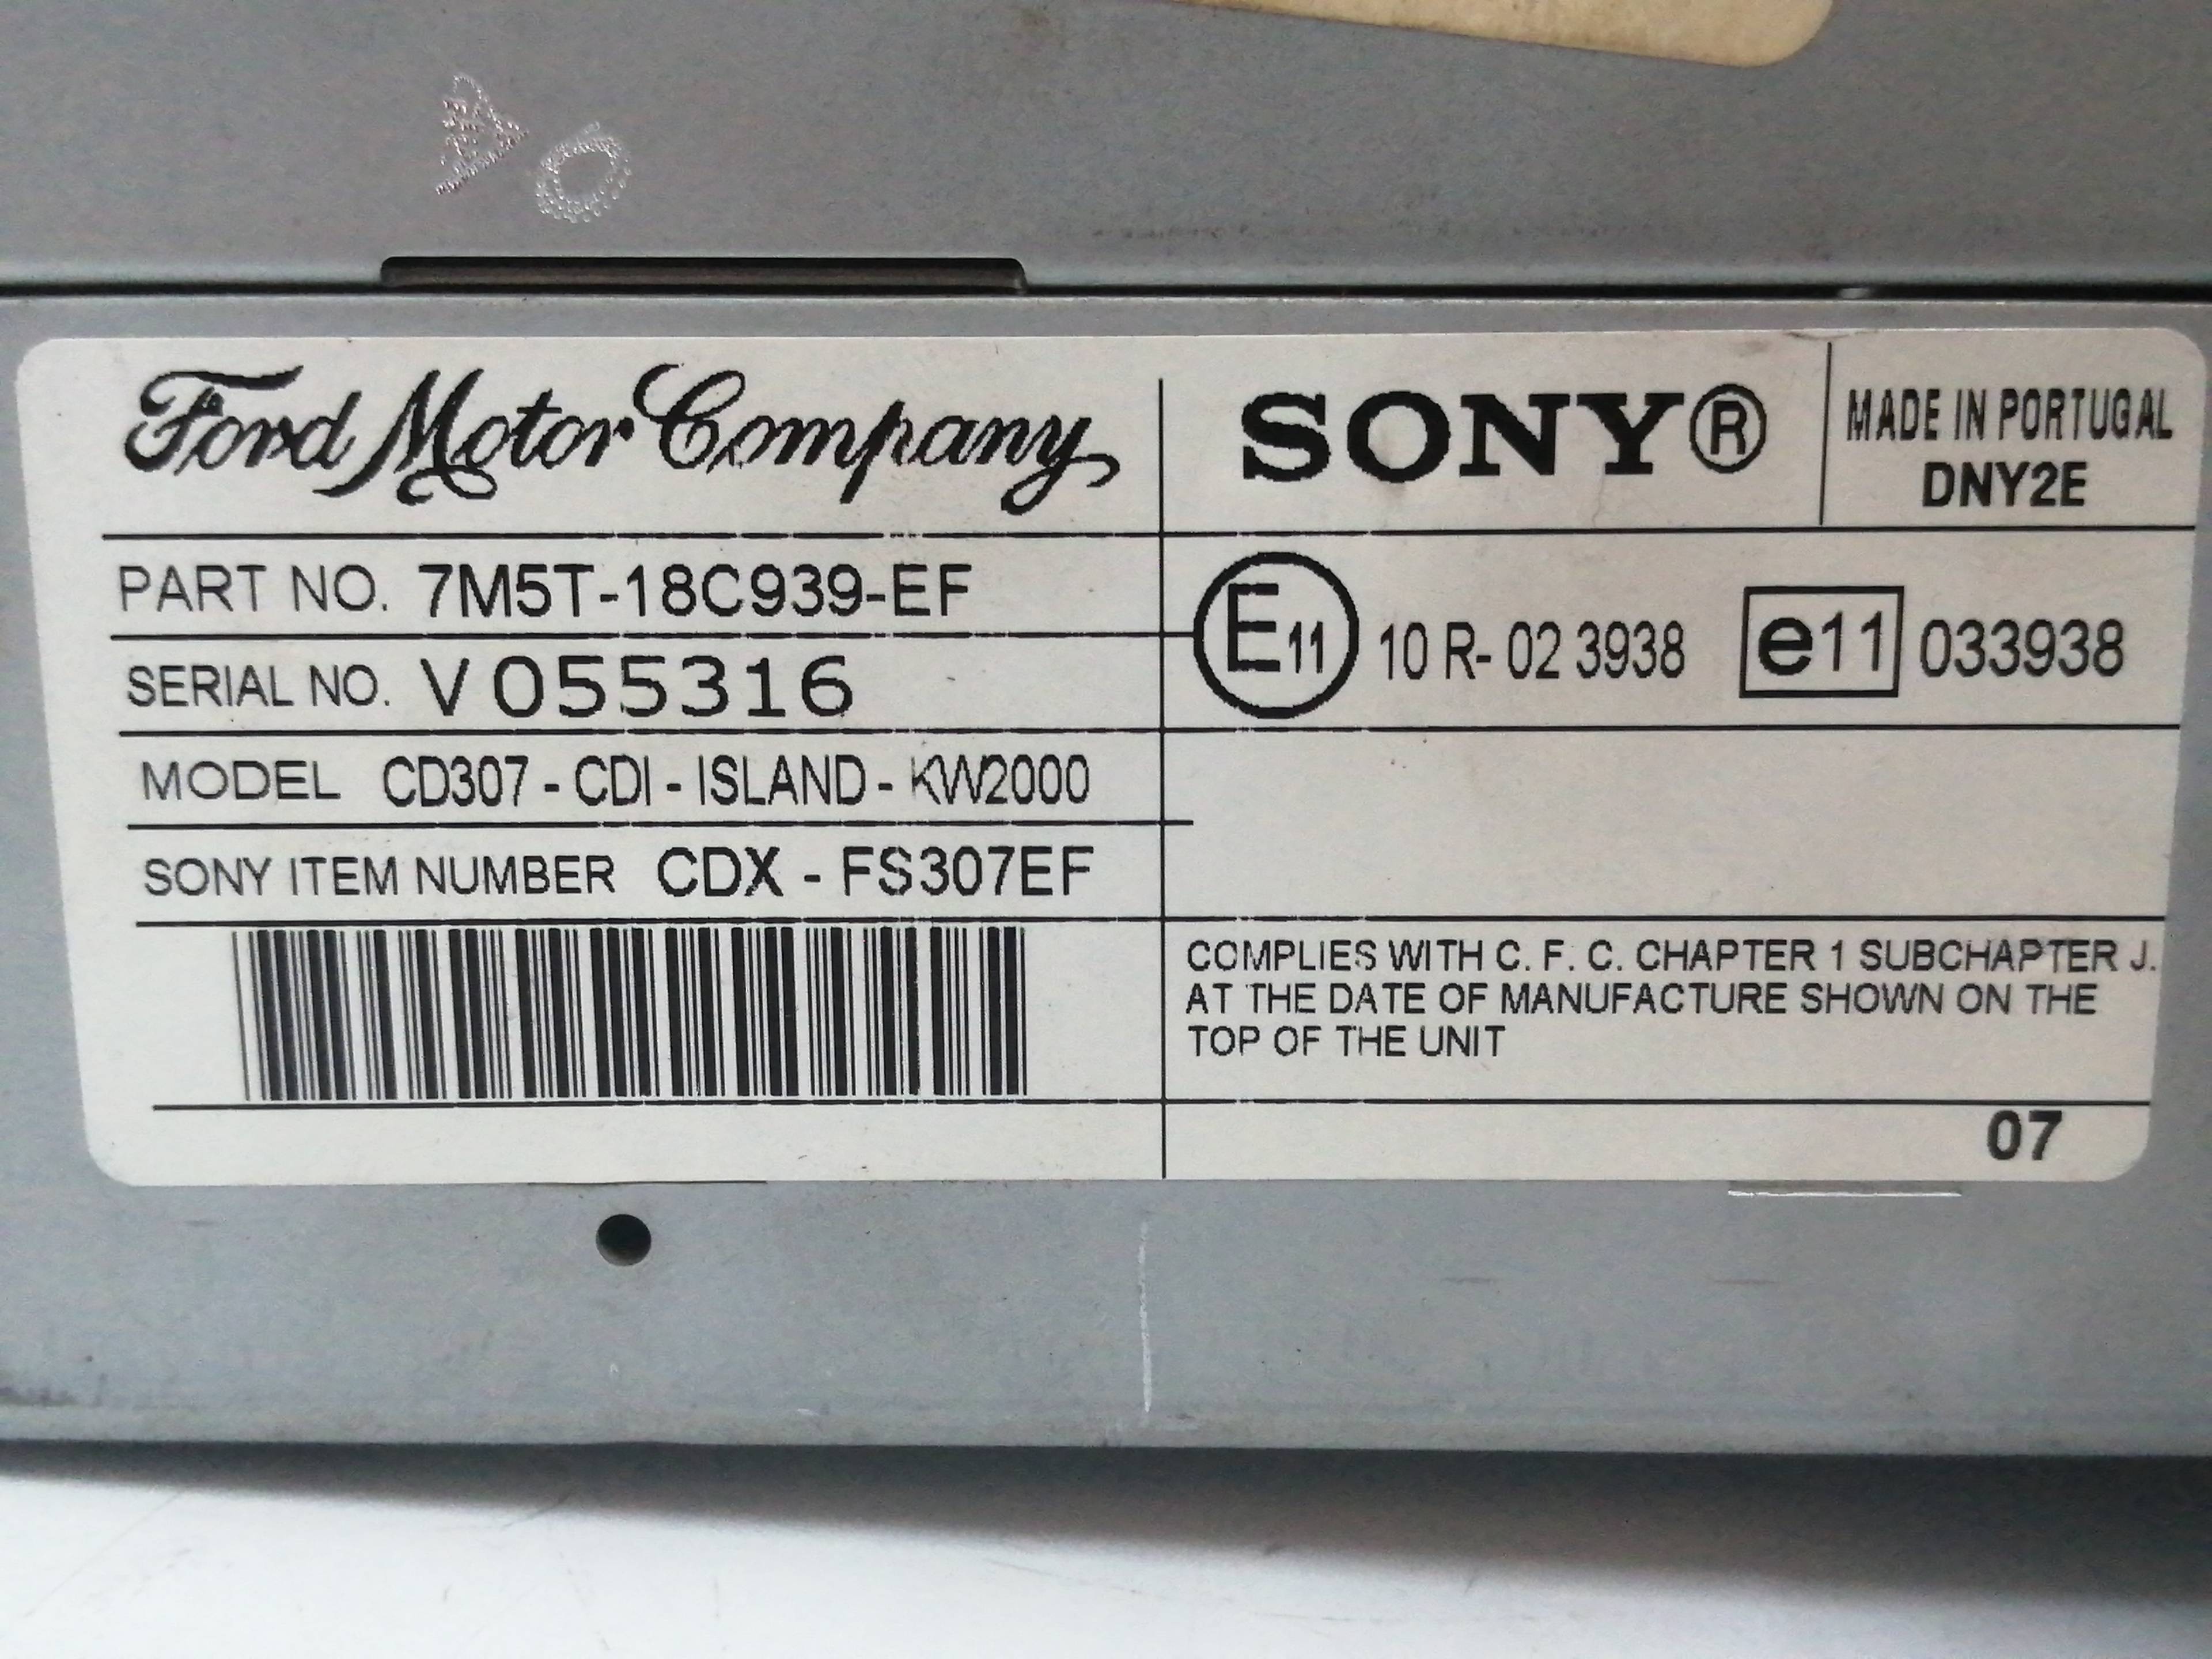 Ford Motor Company
SONY®
MADE IN PORTUGAL
DNY2E
PART NO. 7M5T-18C939-EF
SERIAL NO. V055316
E11 10 R- 02 3938 e11 033938
MODEL CD307 - CDI - ISLAND - KW2000
SONY ITEM NUMBER CDX - FS307EF
COMPLIES WITH C. F. C. CHAPTER 1 SUBCHAPTER J.
AT THE DATE OF MANUFACTURE SHOWN ON THE
TOP OF THE UNIT
07